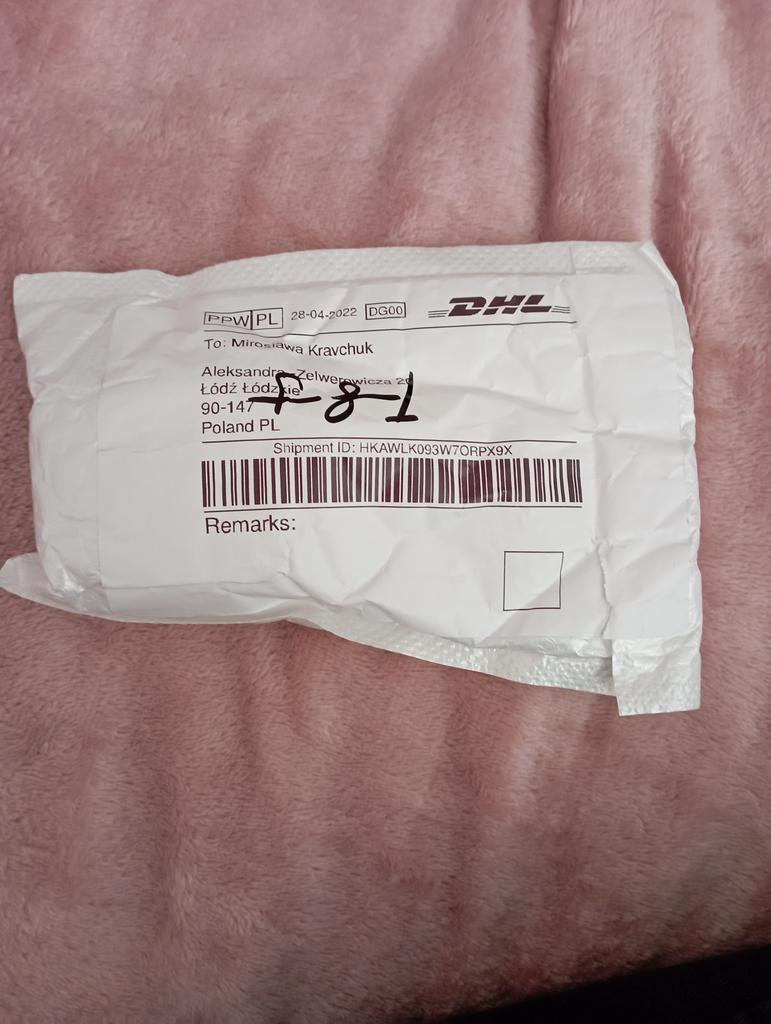 PPW PL 28-04-2022 DG00 DHL
To: Mirosława Kravchuk
Aleksandra Zelwerowicza 20
Łódź Łódzkie
90-147
Poland PL
Shipment ID: HKAWLK093W7ORPX9X
Remarks: